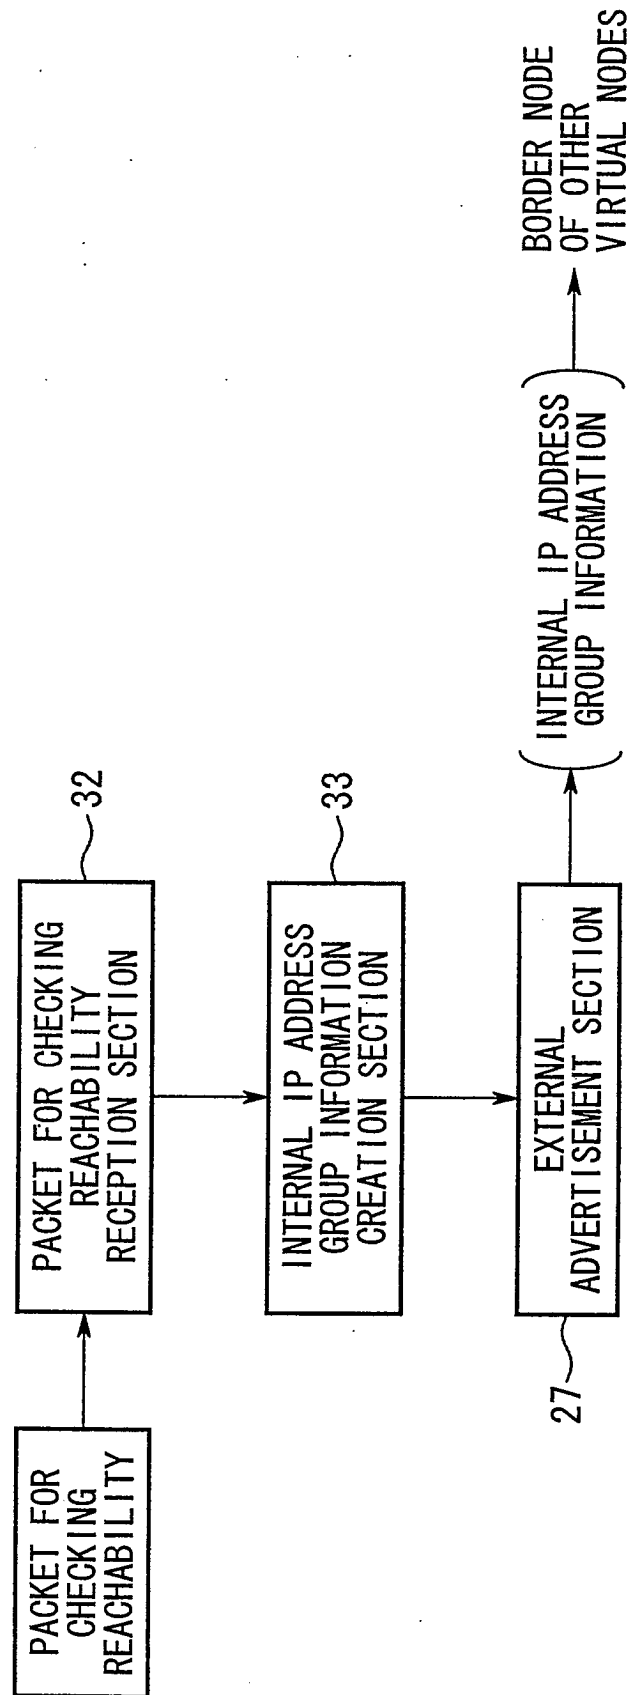 PACKET FOR
CHECKING
REACHABILITY
PACKET FOR CHECKING
REACHABILITY
RECEPTION SECTION
32
INTERNAL IP ADDRESS
GROUP INFORMATION
CREATION SECTION
33
EXTERNAL
ADVERTISEMENT SECTION
27
INTERNAL IP ADDRESS
GROUP INFORMATION
BORDER NODE
OF OTHER
VIRTUAL NODES